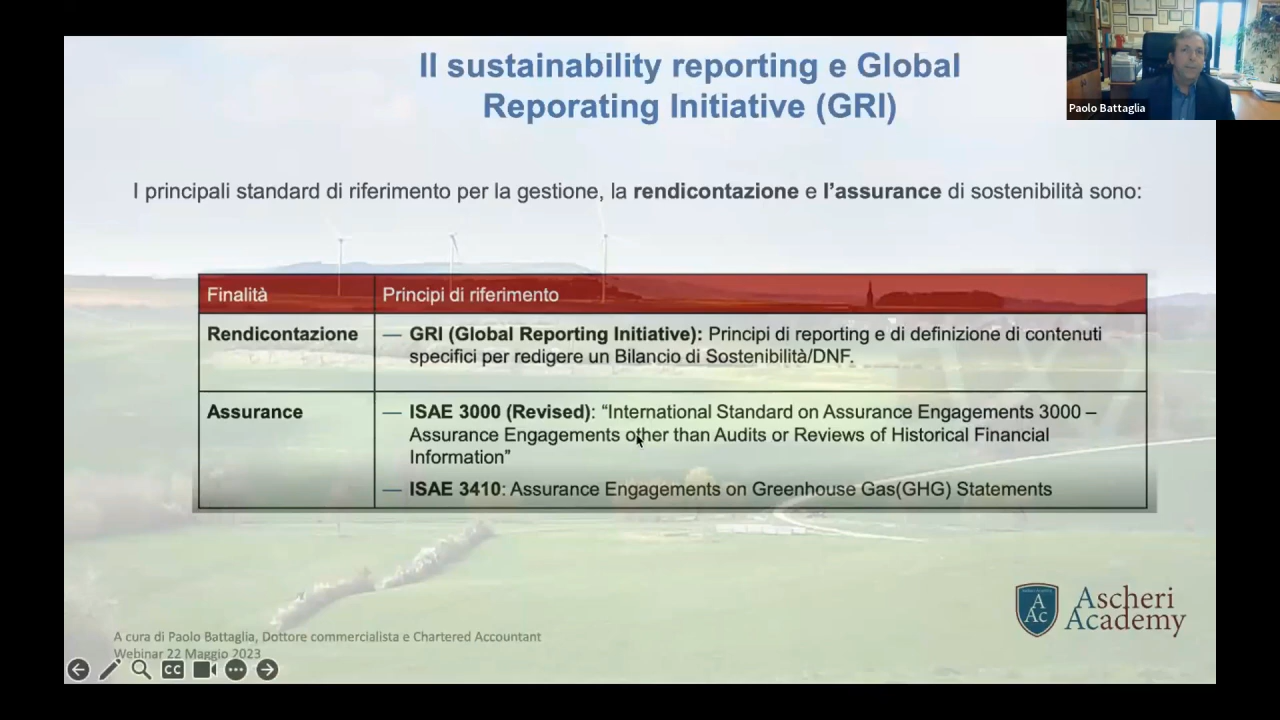 Il sustainability reporting e Global
Reporating Initiative (GRI)
Paolo Battaglia
I principali standard di riferimento per la gestione, la rendicontazione e l’assurance di sostenibilità sono:
Finalità
Principi di riferimento
Rendicontazione
— GRI (Global Reporting Initiative): Principi di reporting e di definizione di contenuti
specifici per redigere un Bilancio di Sostenibilità/DNF.
Assurance
— ISAE 3000 (Revised): “International Standard on Assurance Engagements 3000 –
Assurance Engagements other than Audits or Reviews of Historical Financial
Information”
— ISAE 3410: Assurance Engagements on Greenhouse Gas(GHG) Statements
A Ac
Ascheri
Academy
A cura di Paolo Battaglia, Dottore commercialista e Chartered Accountant
Webinar 22 Maggio 2023
CC